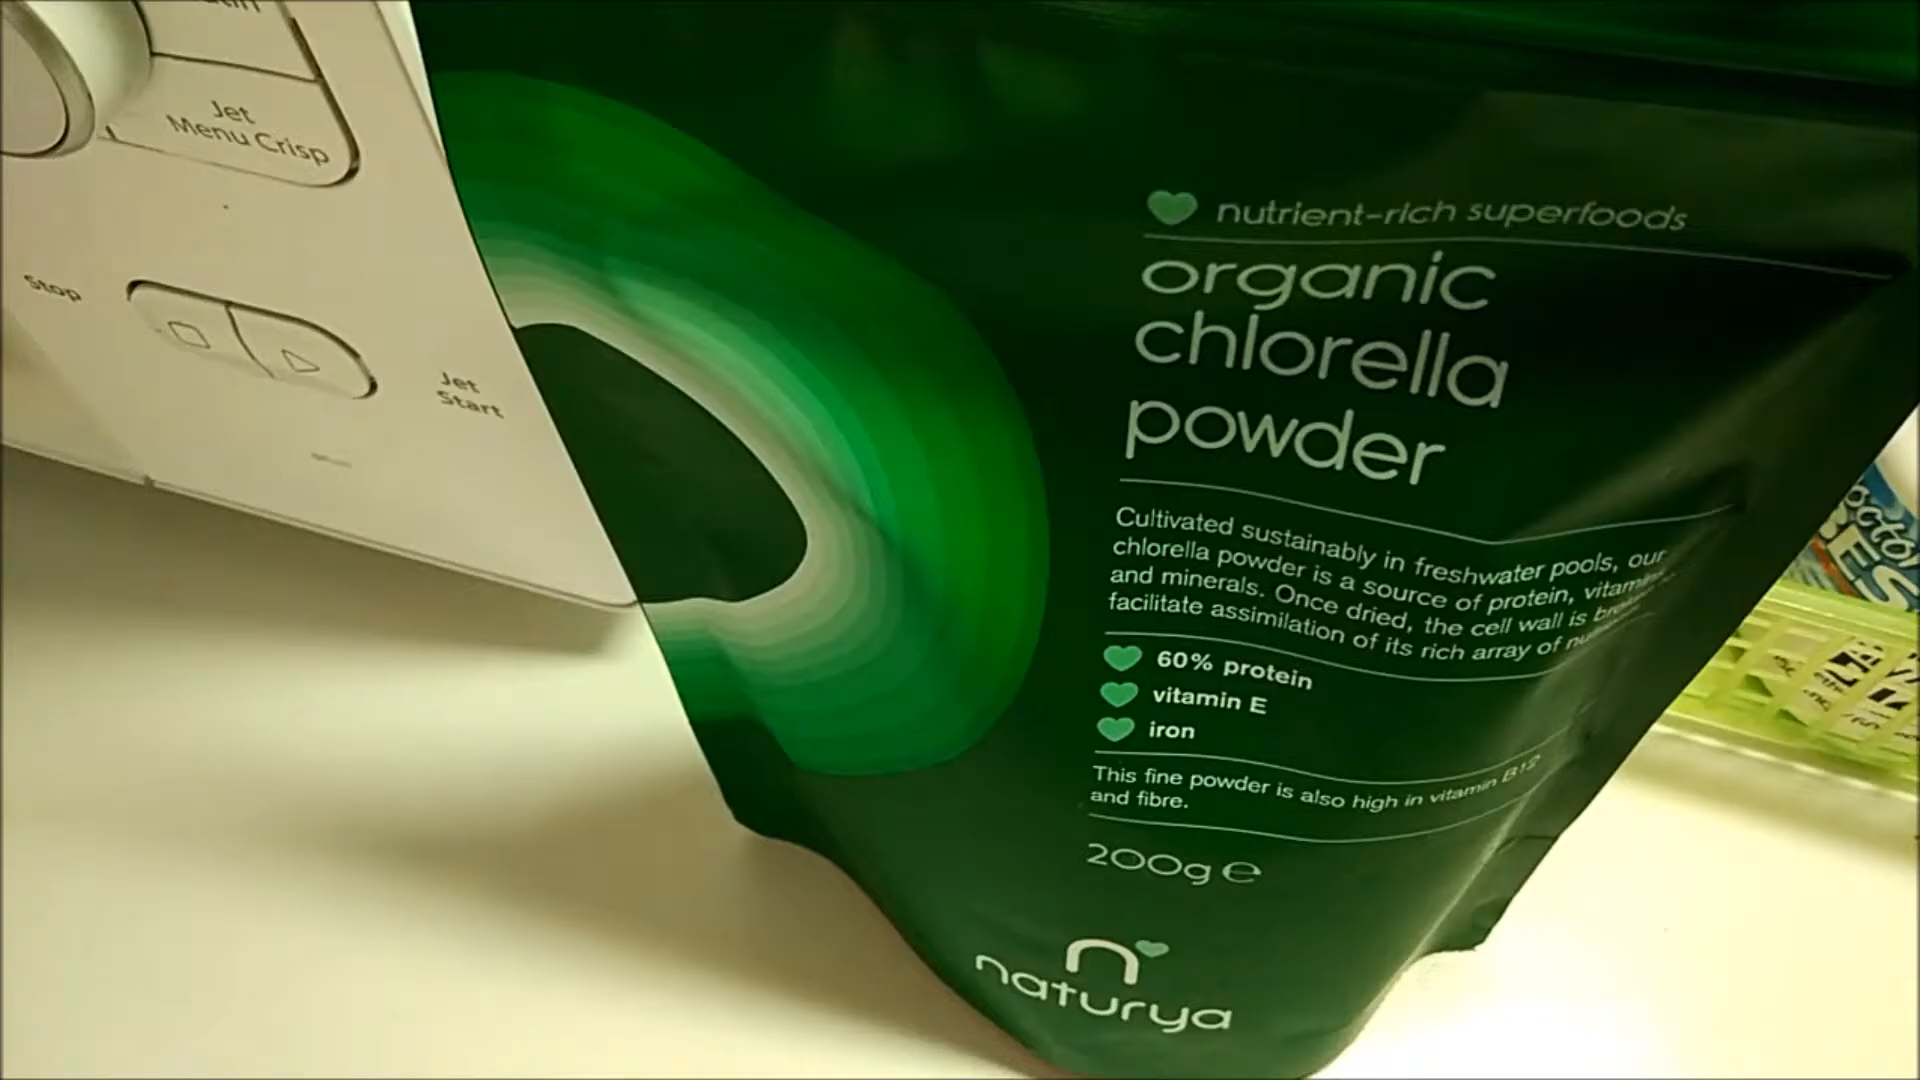 Jet
Menu Crisp
Stop
Jet
Start
nutrient-rich superfoods
organic
chlorella
powder
Cultivated sustainably in freshwater pools, our
chlorella powder is a source of protein, vitamins
and minerals. Once dried, the cell wall is
facilitate assimilation of its rich array of
60% protein
vitamin E
iron
This fine powder is also high in vitamin B12
and fibre.
200g e
n
naturya